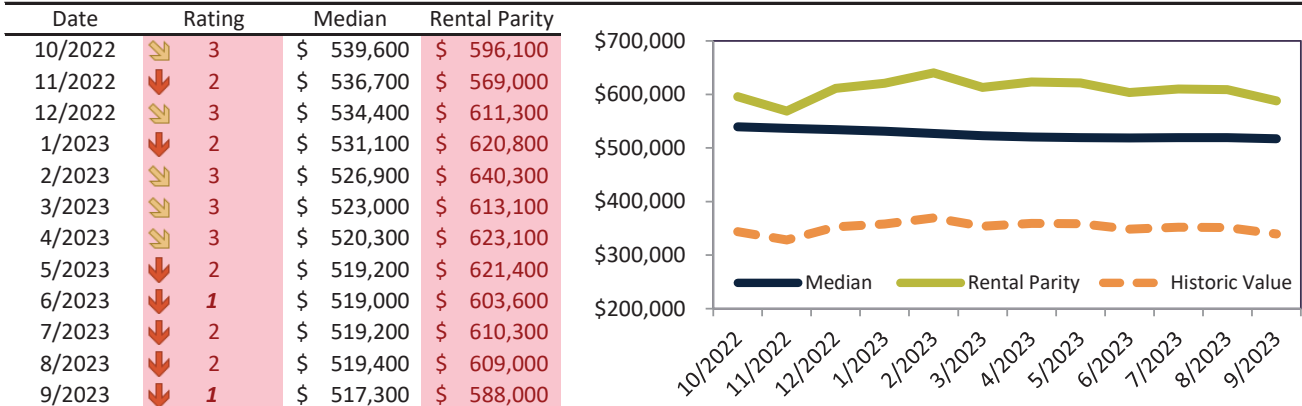 Date Rating Median Rental Parity
10/2022 3 $ 539,600 $ 596,100
11/2022 2 $ 536,700 $ 569,000
12/2022 3 $ 534,400 $ 611,300
1/2023 2 $ 531,100 $ 620,800
2/2023 3 $ 526,900 $ 640,300
3/2023 3 $ 523,000 $ 613,100
4/2023 3 $ 520,300 $ 623,100
5/2023 2 $ 519,200 $ 621,400
6/2023 1 $ 519,000 $ 603,600
7/2023 2 $ 519,200 $ 610,300
8/2023 2 $ 519,400 $ 609,000
9/2023 1 $ 517,300 $ 588,000
$700,000
$600,000
$500,000
$400,000
$300,000
$200,000
Median Rental Parity Historic Value
10/2022 11/2022 12/2022 1/2023 2/2023 3/2023 4/2023 5/2023 6/2023 7/2023 8/2023 9/2023